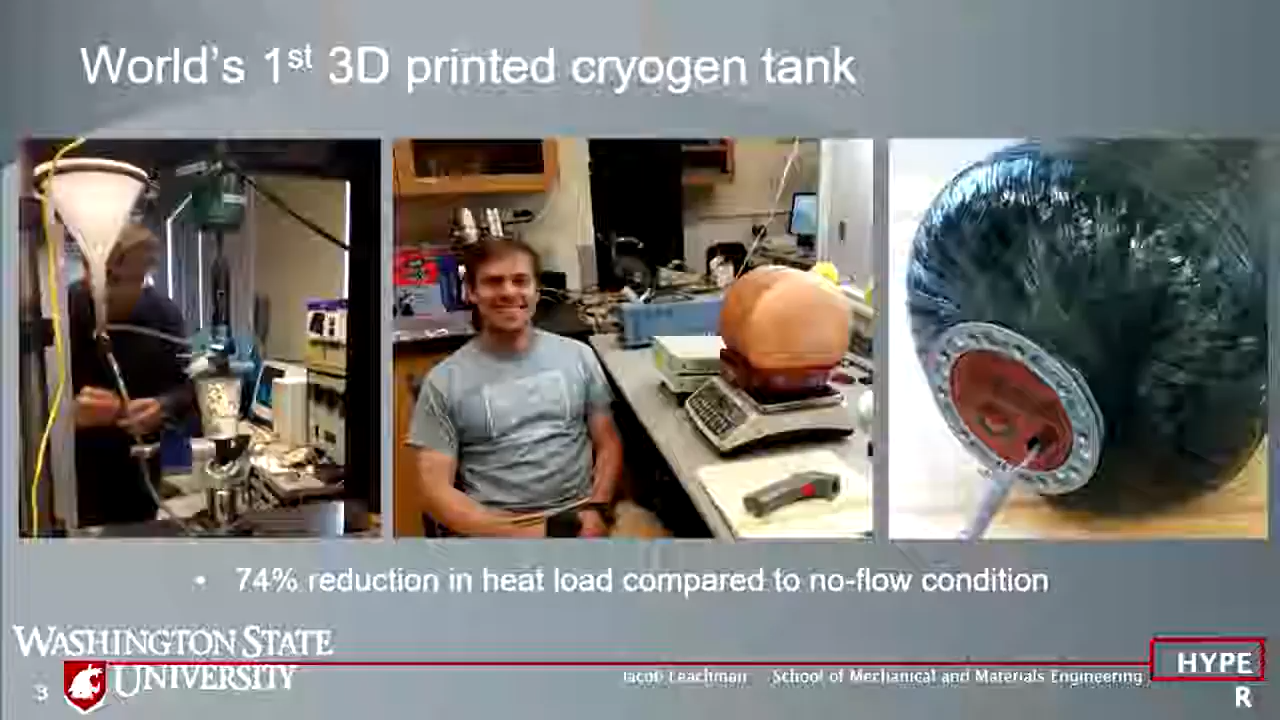 World's 1st 3D printed cryogen tank
• 74% reduction in heat load compared to no-flow condition
WASHINGTON STATE
UNIVERSITY
3
Jacob Leachman School of Mechanical and Materials Engineering
HYPE
R